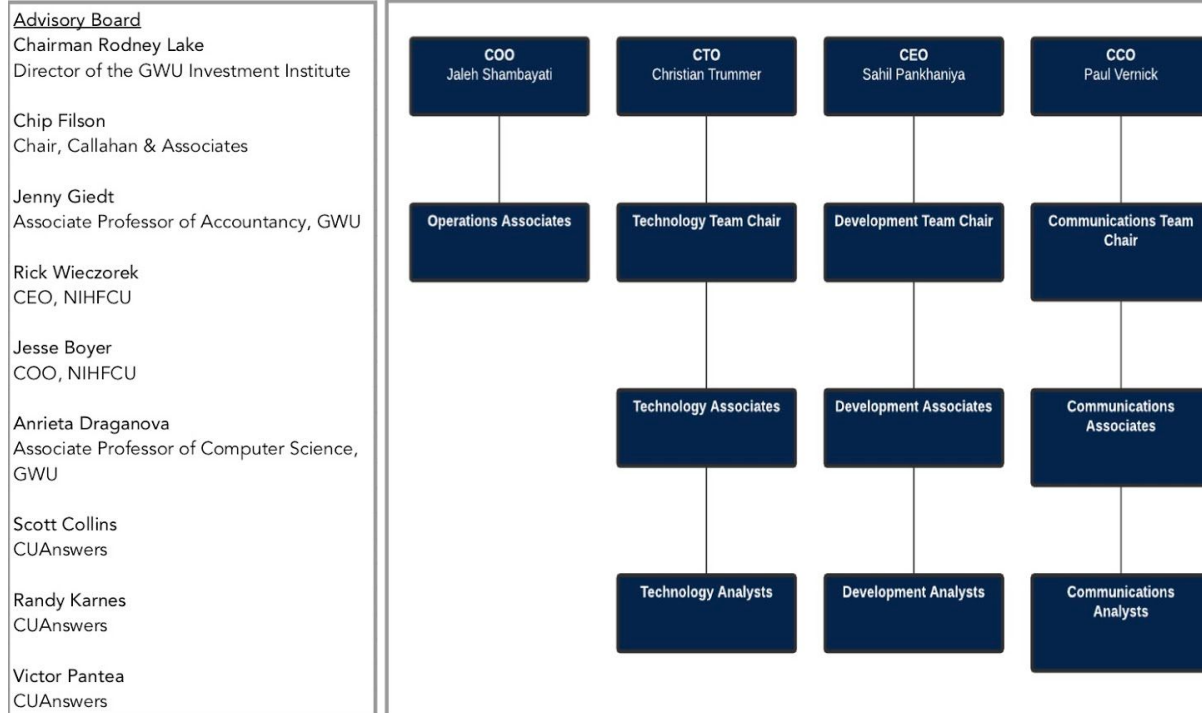 Advisory Board
Chairman Rodney Lake
Director of the GWU Investment Institute
Chip Filson
Chair, Callahan & Associates
Jenny Giedt
Associate Professor of Accountancy, GWU
Rick Wieczorek
CEO, NIHFCU
Jesse Boyer
COO, NIHFCU
Anrieta Draganova
Associate Professor of Computer Science,
GWU
Scott Collins
CUAnswers
Randy Karnes
CUAnswers
Victor Pantea
CUAnswers
COO
Jaleh Shambayati
Operations Associates
CTO
Christian Trummer
Technology Team Chair
Technology Associates
Technology Analysts
CEO
Sahil Pankhaniya
Development Team Chair
Development Associates
Development Analysts
CCO
Paul Vernick
Communications Team
Chair
Communications
Associates
Communications
Analysts